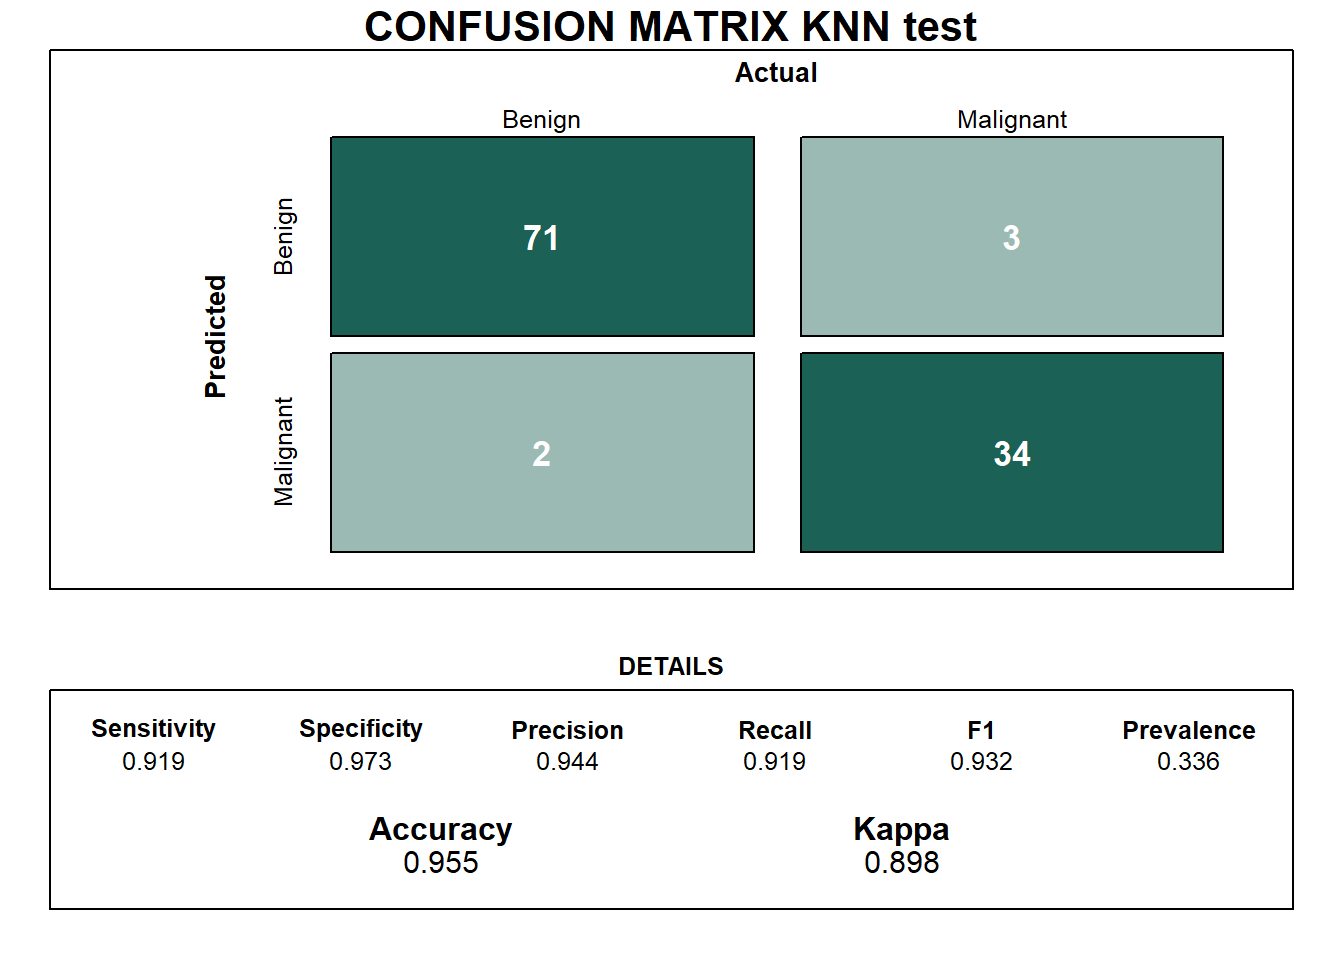 CONFUSION MATRIX KNN test
Actual
Benign Malignant
Predicted
Benign
71 3
Malignant
2 34
DETAILS
Sensitivity Specificity Precision Recall F1 Prevalence
0.919 0.973 0.944 0.919 0.932 0.336
Accuracy Kappa
0.955 0.898